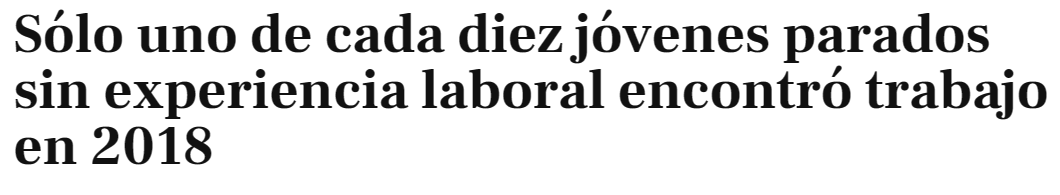 Sólo uno de cada diez jóvenes parados
sin experiencia laboral encontró trabajo
en 2018